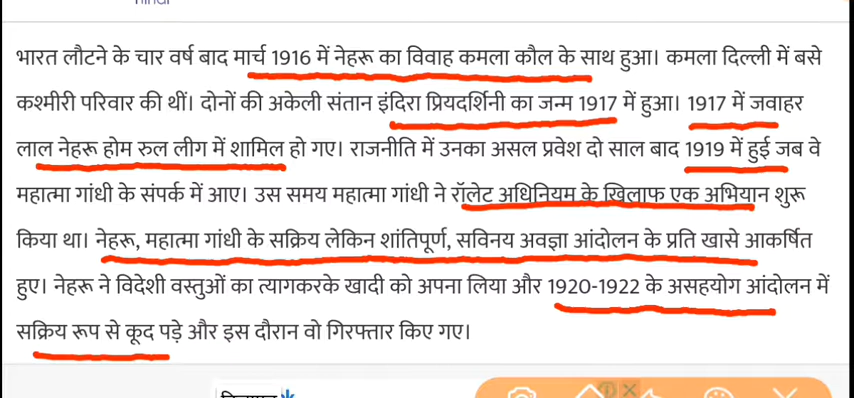 भारत लौटने के चार वर्ष बाद मार्च 1916 में नेहरू का विवाह कमला कौल के साथ हुआ। कमला दिल्ली में बसे
कश्मीरी परिवार की थीं। दोनों की अकेली संतान इंदिरा प्रियदर्शिनी का जन्म 1917 में हुआ। 1917 में जवाहर
लाल नेहरू होम रुल लीग में शामिल हो गए। राजनीति में उनका असल प्रवेश दो साल बाद 1919 में हुई जब वे
महात्मा गांधी के संपर्क में आए। उस समय महात्मा गांधी ने रॉलेट अधिनियम के खिलाफ एक अभियान शुरू
किया था। नेहरू, महात्मा गांधी के सक्रिय लेकिन शांतिपूर्ण, सविनय अवज्ञा आंदोलन के प्रति खासे आकर्षित
हुए। नेहरू ने विदेशी वस्तुओं का त्यागकरके खादी को अपना लिया और 1920-1922 के असहयोग आंदोलन में
सक्रिय रूप से कूद पड़े और इस दौरान वो गिरफ्तार किए गए।